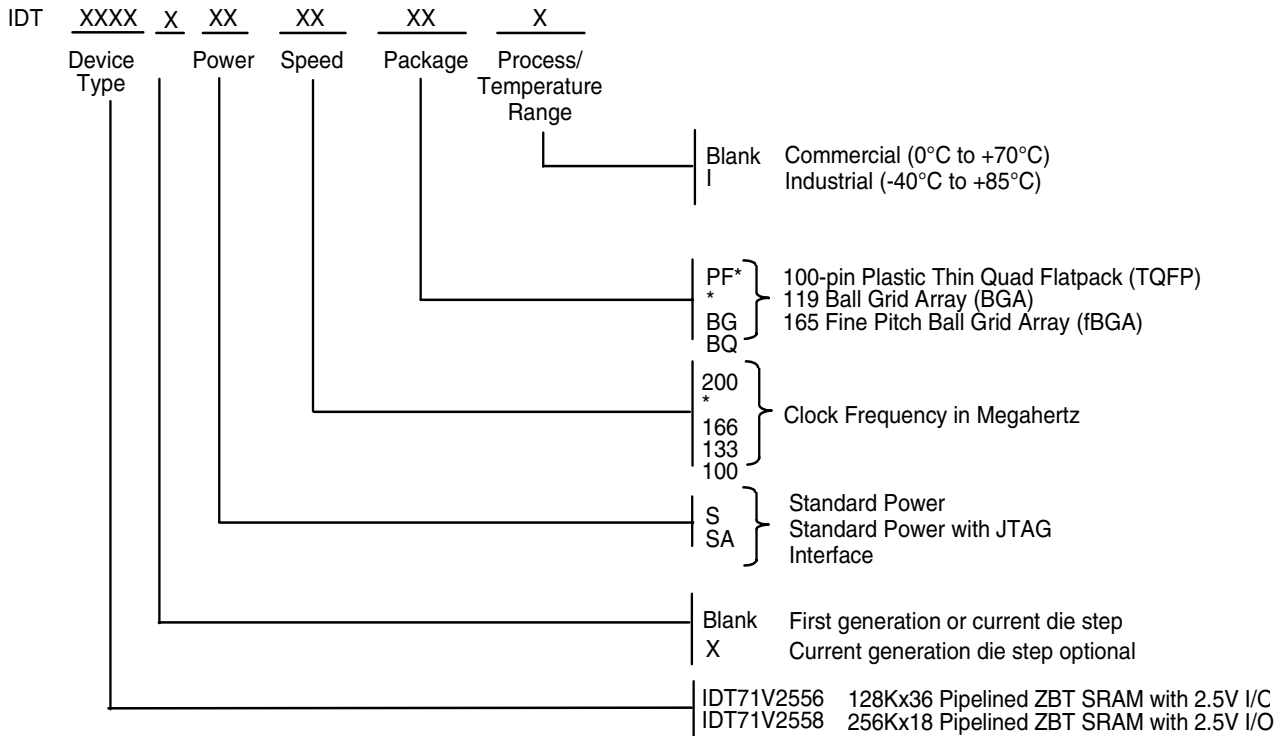 IDT XXXX X XX XX XX X
Device Type Power Speed Package Process/ Temperature Range
Blank Commercial (0°C to +70°C)
I Industrial (-40°C to +85°C)
PF* 100-pin Plastic Thin Quad Flatpack (TQFP)
* 119 Ball Grid Array (BGA)
BG 165 Fine Pitch Ball Grid Array (fBGA)
BQ
200
*
166 Clock Frequency in Megahertz
133
100
S Standard Power
SA Standard Power with JTAG
Interface
Blank First generation or current die step
X Current generation die step optional
IDT71V2556 128Kx36 Pipelined ZBT SRAM with 2.5V I/O
IDT71V2558 256Kx18 Pipelined ZBT SRAM with 2.5V I/O